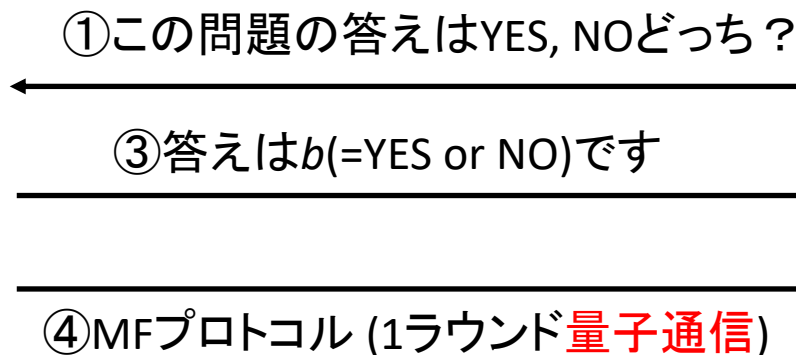 ①この問題の答えはYES, NOどっち？
③答えはb(=YES or NO)です
④MFプロトコル (1ラウンド量子通信)